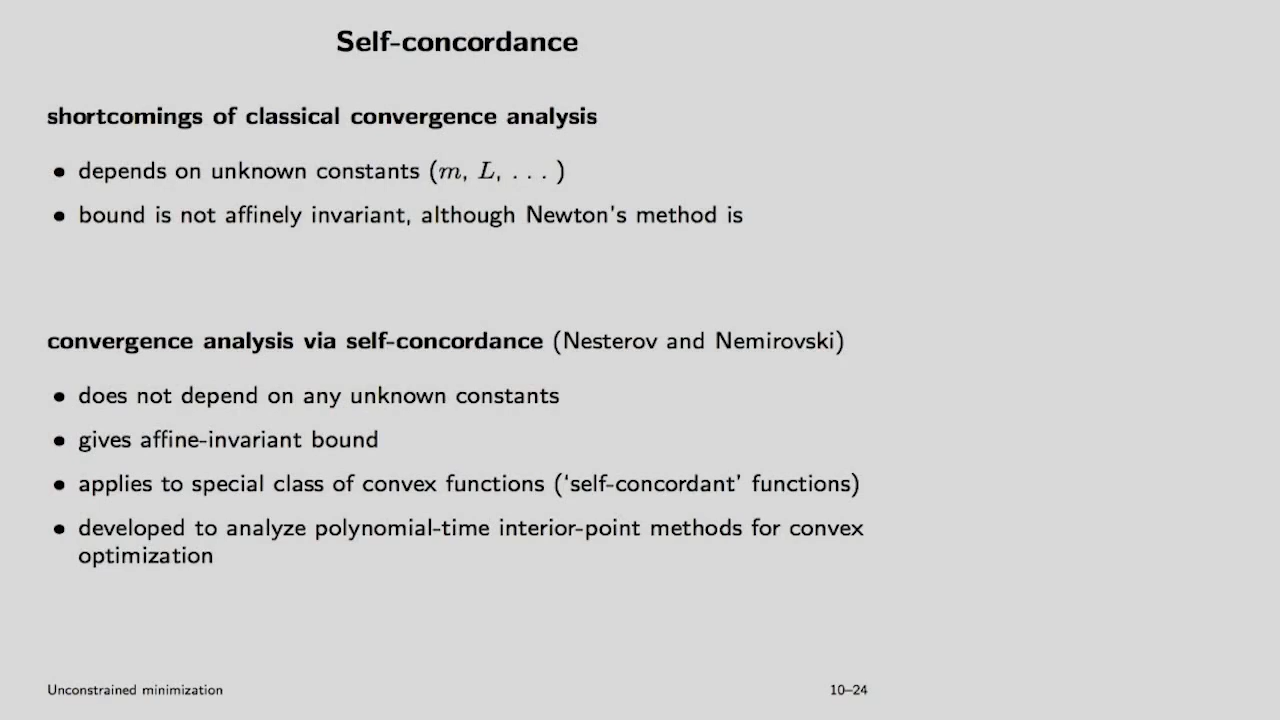 Self-concordance
shortcomings of classical convergence analysis
• depends on unknown constants (m, L, . . . )
• bound is not affinely invariant, although Newton's method is
convergence analysis via self-concordance (Nesterov and Nemirovski)
• does not depend on any unknown constants
• gives affine-invariant bound
• applies to special class of convex functions ('self-concordant' functions)
• developed to analyze polynomial-time interior-point methods for convex
optimization
Unconstrained minimization 10–24